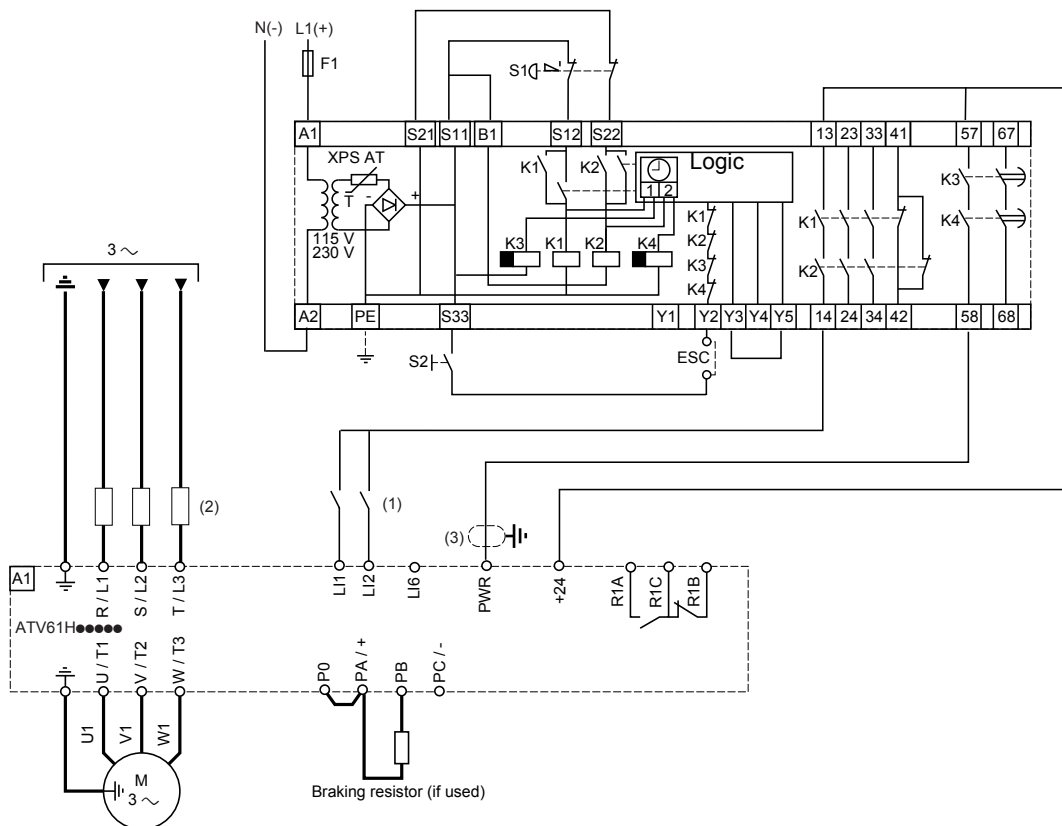 N(-) L1(+)
F1
S1
A1 S21 S11 B1 S12 S22 13 23 33 41 57 67
XPS AT
T - +
115 V
230 V
K1 K2 Logic
1 2
K3 K1 K2 K4
K1
K2
K3
K4
K1
K2
K3
K4
A2 PE S33 Y1 Y2 Y3 Y4 Y5 14 24 34 42 58 68
S2
ESC
3 ~
(2)
(1)
(3)
A1
R / L1
S / L2
T / L3
LI1
LI2
LI6
PWR
+24
R1A
R1C
R1B
ATV61H●●●●●
U / T1
V / T2
W / T3
P0
PA / +
PB
PC / -
U1
V1
W1
M
3 ~
Braking resistor (if used)